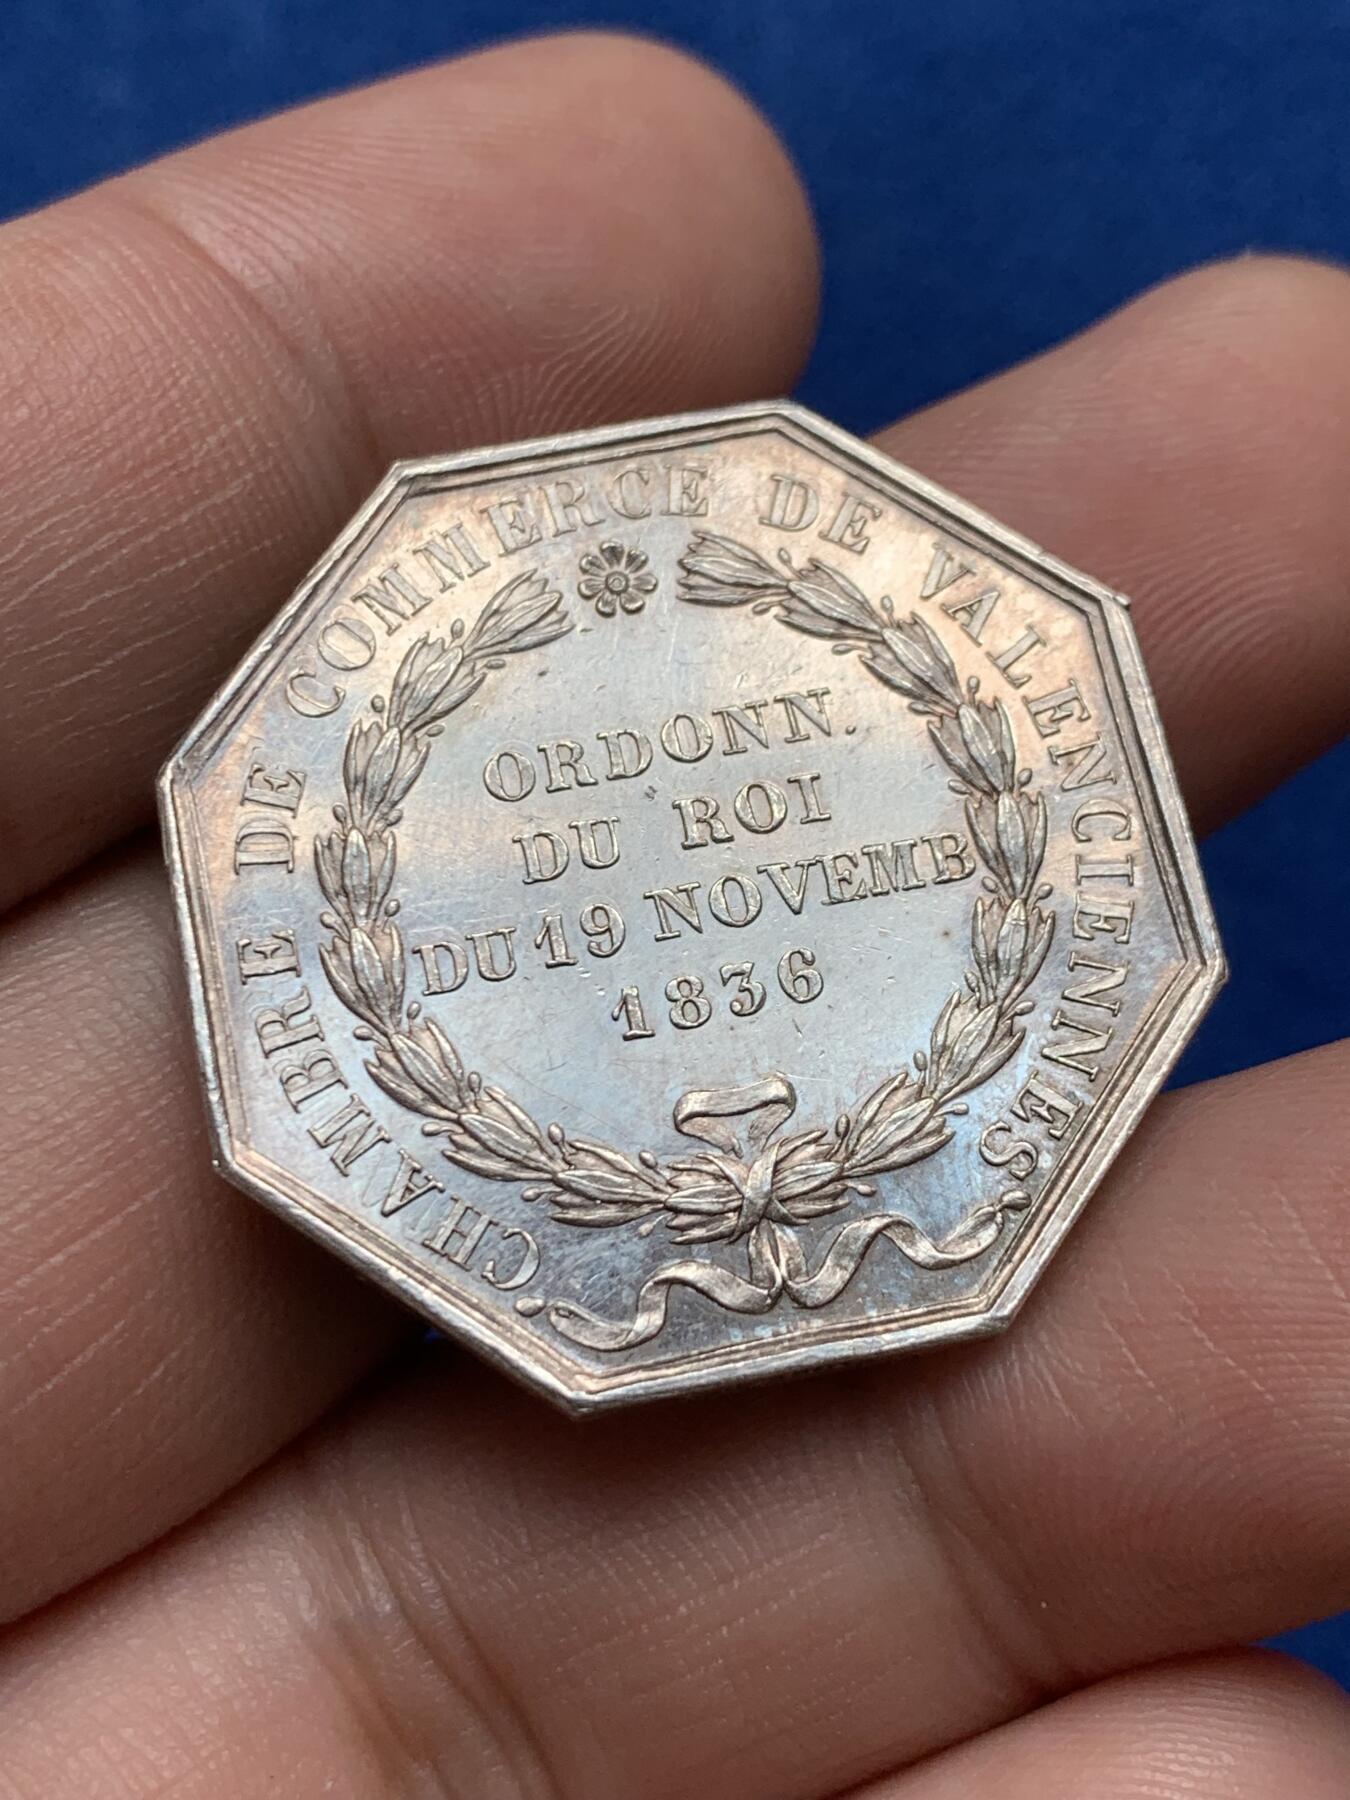 CHAMBRE DE COMMERCE DE VALENCIENNES
ORDONN.
DU ROI
DU 19 NOVEMB
1836